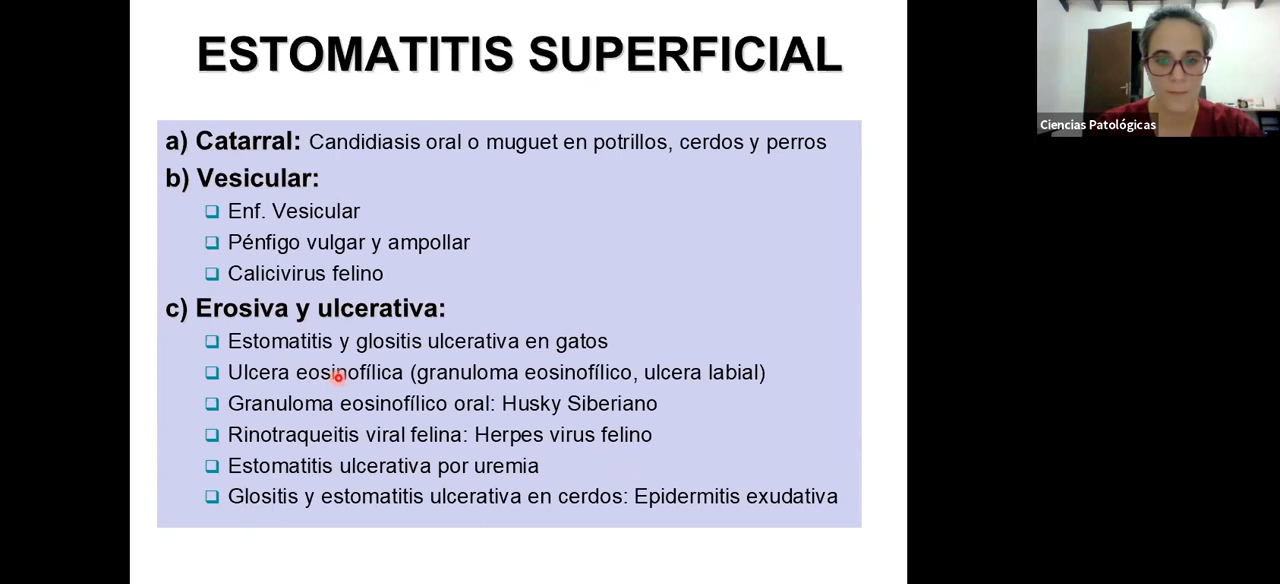 ESTOMATITIS SUPERFICIAL
a) Catarral: Candidiasis oral o muguet en potrillos, cerdos y perros
b) Vesicular:
Enf. Vesicular
Pénfigo vulgar y ampollar
Calicivirus felino
c) Erosiva y ulcerativa:
Estomatitis y glositis ulcerativa en gatos
Ulcera eosinofílica (granuloma eosinofílico, ulcera labial)
Granuloma eosinofílico oral: Husky Siberiano
Rinotraqueitis viral felina: Herpes virus felino
Estomatitis ulcerativa por uremia
Glositis y estomatitis ulcerativa en cerdos: Epidermitis exudativa
Ciencias Patológicas